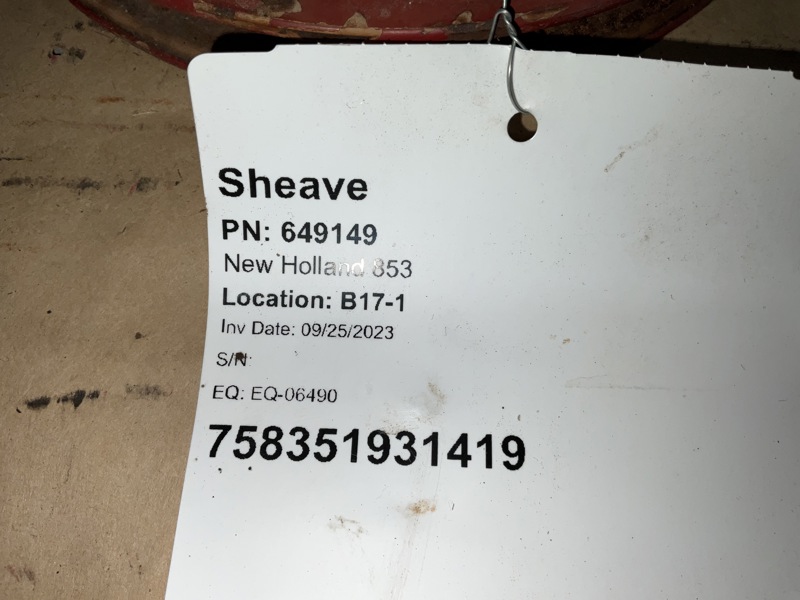 Sheave
PN: 649149
New Holland 853
Location: B17-1
Inv Date: 09/25/2023
S/N:
EQ: EQ-06490
758351931419